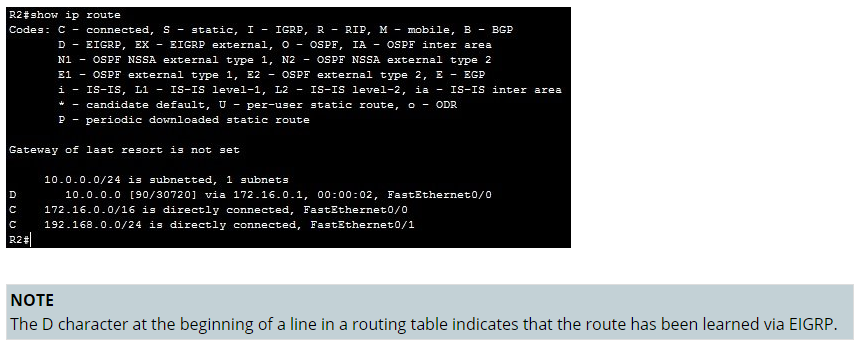 R2#show ip route
Codes: C - connected, S - static, I - IGRP, R - RIP, M - mobile, B - BGP
D - EIGRP, EX - EIGRP external, O - OSPF, IA - OSPF inter area
N1 - OSPF NSSA external type 1, N2 - OSPF NSSA external type 2
E1 - OSPF external type 1, E2 - OSPF external type 2, E - EGP
i - IS-IS, L1 - IS-IS level-1, L2 - IS-IS level-2, ia - IS-IS inter area
* - candidate default, U - per-user static route, o - ODR
P - periodic downloaded static route
Gateway of last resort is not set
10.0.0.0/24 is subnetted, 1 subnets
D 10.0.0.0 [90/30720] via 172.16.0.1, 00:00:02, FastEthernet0/0
C 172.16.0.0/16 is directly connected, FastEthernet0/0
C 192.168.0.0/24 is directly connected, FastEthernet0/1
R2#
NOTE
The D character at the beginning of a line in a routing table indicates that the route has been learned via EIGRP.